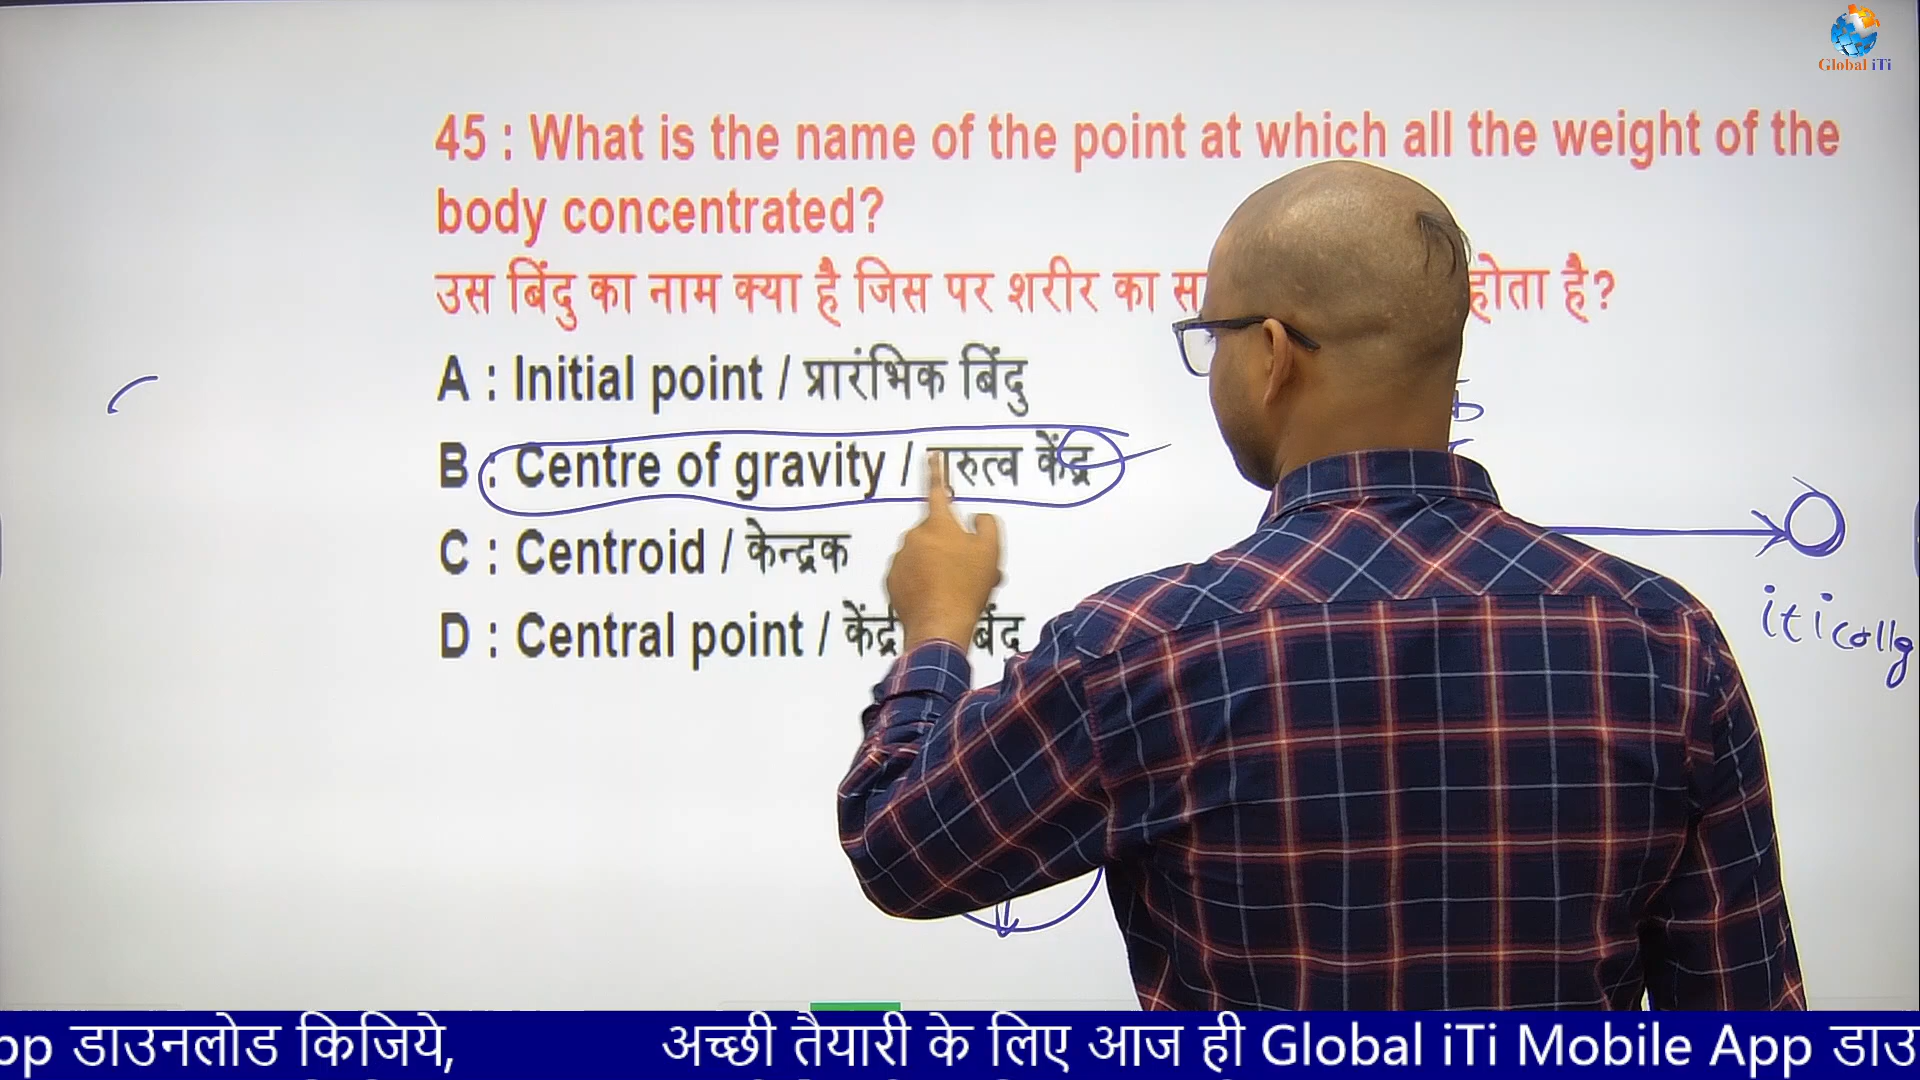 Global iTi
45 : What is the name of the point at which all the weight of the
body concentrated?
उस बिंदु का नाम क्या है जिस पर शरीर का होता है?
A : Initial point / प्रारंभिक बिंदु
B : Centre of gravity / गुरुत्व केंद्र
C : Centroid / केन्द्रक
D : Central point /
iti collg
डाउनलोड किजिये, अच्छी तैयारी के लिए आज ही Global iTi Mobile App